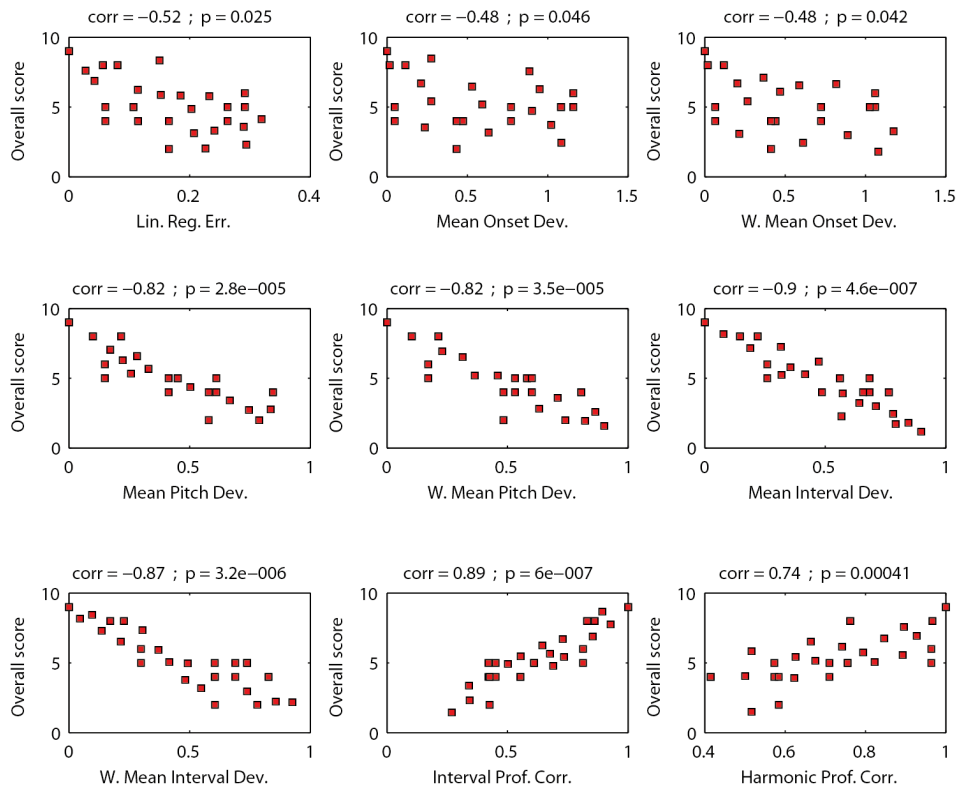 corr = −0.52 ; p = 0.025
10
5
0
0 0.2 0.4
Overall score
Lin. Reg. Err.
corr = −0.48 ; p = 0.046
10
5
0
0 0.5 1 1.5
Overall score
Mean Onset Dev.
corr = −0.48 ; p = 0.042
10
5
0
0 0.5 1 1.5
Overall score
W. Mean Onset Dev.
corr = −0.82 ; p = 2.8e−005
10
5
0
0 0.5 1
Overall score
Mean Pitch Dev.
corr = −0.82 ; p = 3.5e−005
10
5
0
0 0.5 1
Overall score
W. Mean Pitch Dev.
corr = −0.9 ; p = 4.6e−007
10
5
0
0 0.5 1
Overall score
Mean Interval Dev.
corr = −0.87 ; p = 3.2e−006
10
5
0
0 0.5 1
Overall score
W. Mean Interval Dev.
corr = 0.89 ; p = 6e−007
10
5
0
0 0.5 1
Overall score
Interval Prof. Corr.
corr = 0.74 ; p = 0.00041
10
5
0
0.4 0.6 0.8 1
Overall score
Harmonic Prof. Corr.